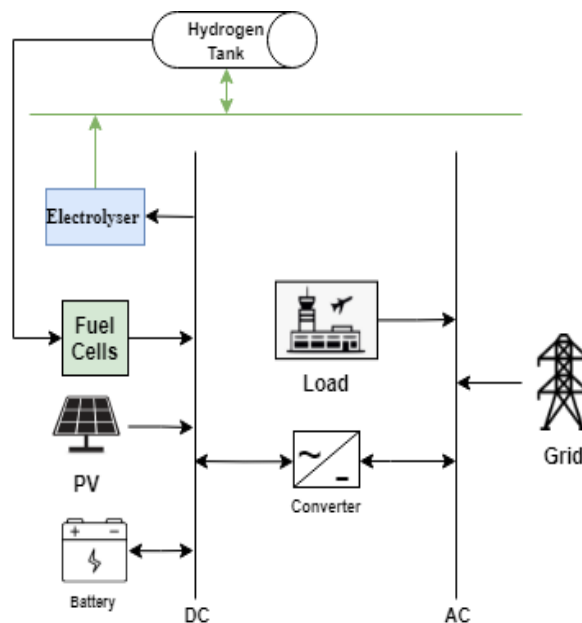 Hydrogen
Tank
Electrolyser
Fuel
Cells
Load
PV
Grid
Converter
Battery
DC
AC